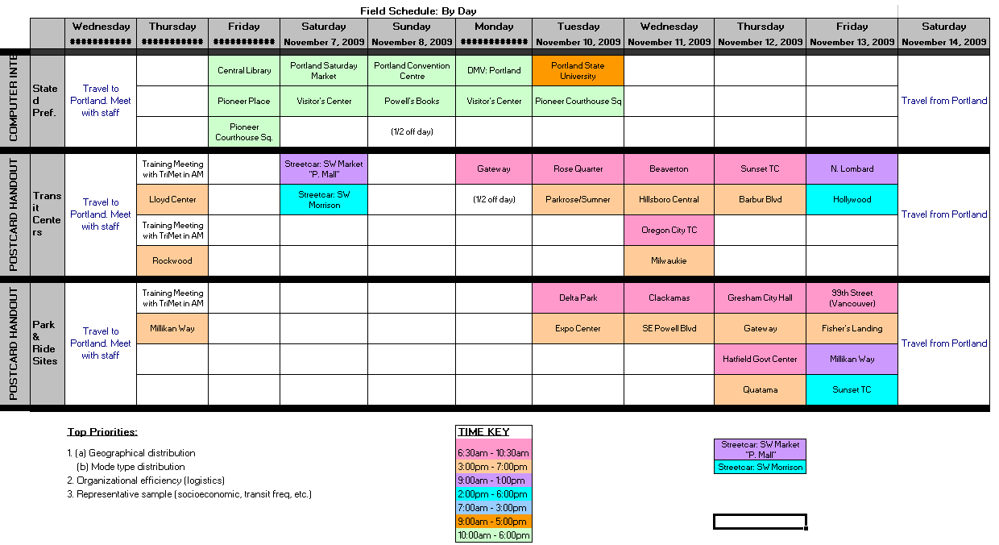 Field Schedule: By Day
Wednesday Thursday Friday Saturday Sunday Monday Tuesday Wednesday Thursday Friday Saturday
########### ########### ########### November 7, 2009 November 8, 2009 ############ November 10, 2009 November 11, 2009 November 12, 2009 November 13, 2009 November 14, 2009
COMPUTER INTE
State
d
Pref.
Travel to
Portland. Meet
with staff
Central Library
Portland Saturday
Market
Portland Convention
Centre
DMV: Portland
Portland State
University
Pioneer Place
Visitor's Center
Powell's Books
Visitor's Center
Pioneer Courthouse Sq
Pioneer
Courthouse Sq.
(1/2 off day)
Travel from Portland
POSTCARD HANDOUT
Trans
it
Cente
rs
Travel to
Portland. Meet
with staff
Training Meeting
with TriMet in AM
Streetcar: SW Market
"P. Mall"
Gateway
Rose Quarter
Beaverton
Sunset TC
N. Lombard
Lloyd Center
Streetcar: SW
Morrison
(1/2 off day)
Parkrose/Sumner
Hillsboro Central
Barbur Blvd
Hollywood
Training Meeting
with TriMet in AM
Oregon City TC
Rockwood
Milwaukie
Travel from Portland
POSTCARD HANDOUT
Park
&
Ride
Sites
Travel to
Portland. Meet
with staff
Training Meeting
with TriMet in AM
Delta Park
Clackamas
Gresham City Hall
99th Street
(Vancouver)
Millikan Way
Expo Center
SE Powell Blvd
Gateway
Fisher's Landing
Hatfield Govt Center
Millikan Way
Quatama
Sunset TC
Travel from Portland
Top Priorities:
1. (a) Geographical distribution
(b) Mode type distribution
2. Organizational efficiency (logistics)
3. Representative sample (socioeconomic, transit freq, etc.)
TIME KEY
6:30am - 10:30am
3:00pm - 7:00pm
9:00am - 1:00pm
2:00pm - 6:00pm
7:00am - 3:00pm
9:00am - 5:00pm
10:00am - 6:00pm
Streetcar: SW Market
"P. Mall"
Streetcar: SW Morrison